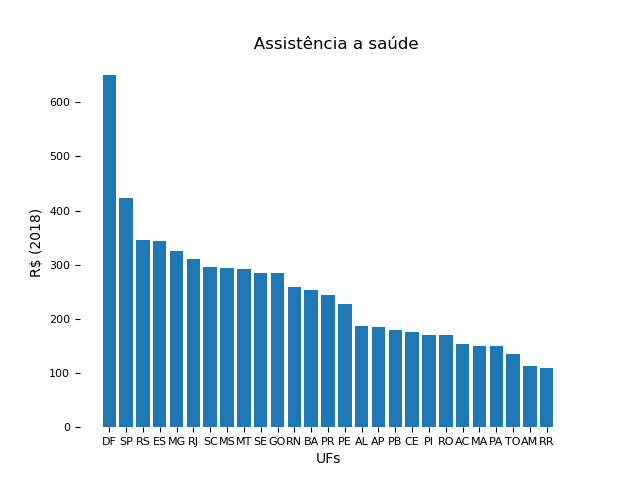 Assistência a saúde
600
500
400
300
200
100
0
R$ (2018)
DF SP RS ES MG RJ SC MS MT SE GO RN BA PR PE AL AP PB CE PI RO AC MA PA TO AM RR
UFs